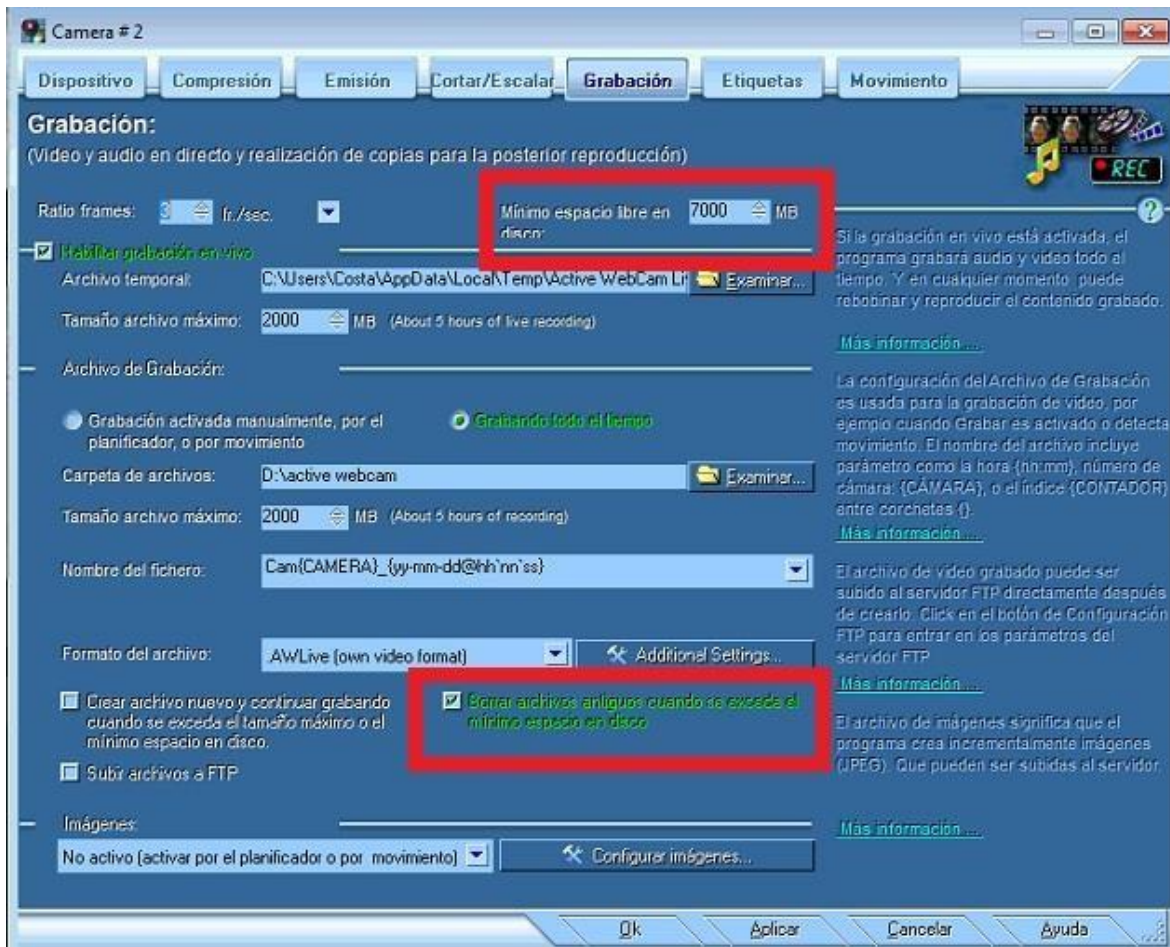 Camera # 2
Dispositivo Compresión Emisión Cortar/Escalar Grabación Etiquetas Movimiento
Grabación:
(Video y audio en directo y realización de copias para la posterior reproducción)
REC
Ratio frames: 3 fr./sec.
Mínimo espacio libre en 7000 MB
disco:
Habilitar grabación en vivo
Archivo temporal: C:\Users\Costa\AppData\Local\Temp\Active WebCam Li Examinar...
Tamaño archivo máximo: 2000 MB (About 5 hours of live recording)
Archivo de Grabación:
Grabación activada manualmente, por el
planificador, o por movimiento
Grabando todo el tiempo
Carpeta de archivos: D:\active webcam Examinar...
Tamaño archivo máximo: 2000 MB (About 5 hours of recording)
Nombre del fichero: Cam{CAMERA}_{yy-mm-dd@hh`nn`ss}
Formato del archivo: .AWLive (own video format) Additional Settings...
Crear archivo nuevo y continuar grabando
cuando se exceda el tamaño máximo o el
mínimo espacio en disco.
Borrar archivos antiguos cuando se exceda el
mínimo espacio en disco
Subir archivos a FTP
Imágenes:
No activo (activar por el planificador o por movimiento) Configurar imágenes...
?
Si la grabación en vivo está activada, el
programa grabará audio y video todo el
tiempo. Y en cualquier momento puede
rebobinar y reproducir el contenido grabado.
Más información ....
La configuración del Archivo de Grabación
es usada para la grabación de video, por
ejemplo cuando Grabar es activado o detecta
movimiento. El nombre del archivo incluye
parámetro como la hora {hh:mm}, número de
cámara: {CÁMARA}, o el índice {CONTADOR}
entre corchetes {}.
Más información ....
El archivo de video grabado puede ser
subido al servidor FTP directamente después
de crearlo. Click en el botón de Configuración
FTP para entrar en los parámetros del
servidor FTP
Más información ....
El archivo de imágenes significa que el
programa crea incrementalmente imágenes
(JPEG). Que pueden ser subidas al servidor.
Más información ....
Ok Aplicar Cancelar Ayuda